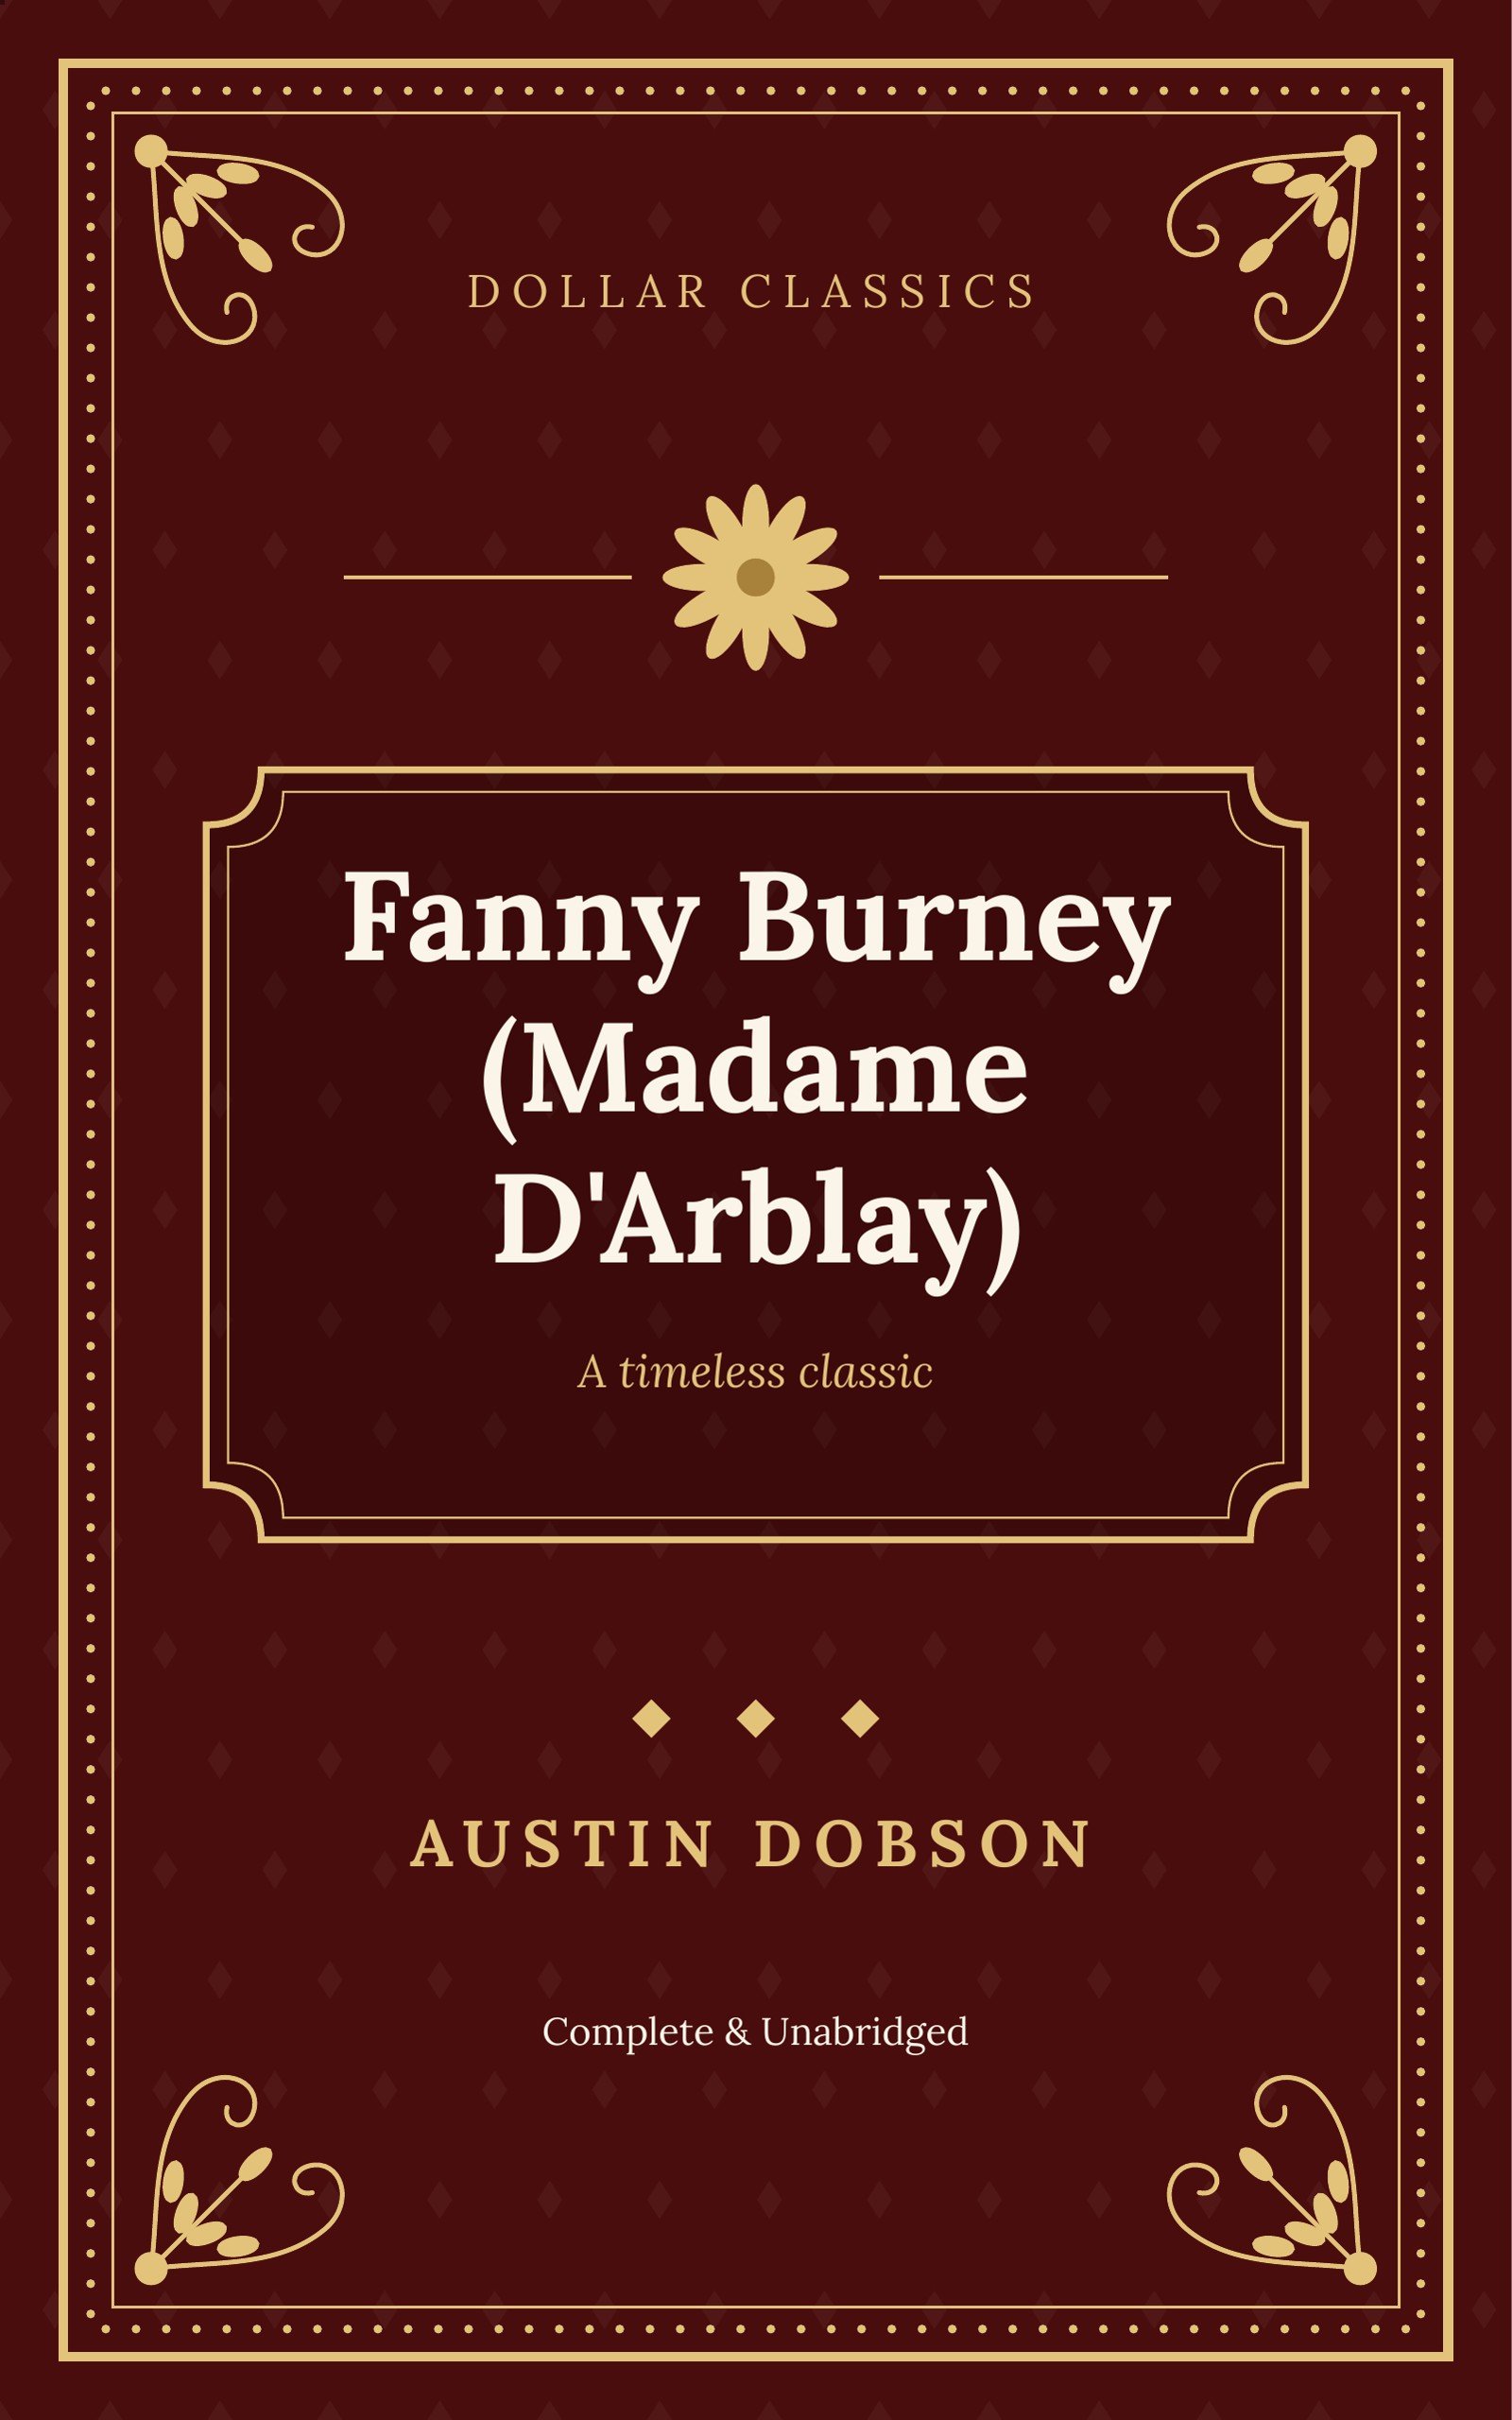 DOLLAR CLASSICS
Fanny Burney
(Madame
D'Arblay)
A timeless classic
AUSTIN DOBSON
Complete & Unabridged